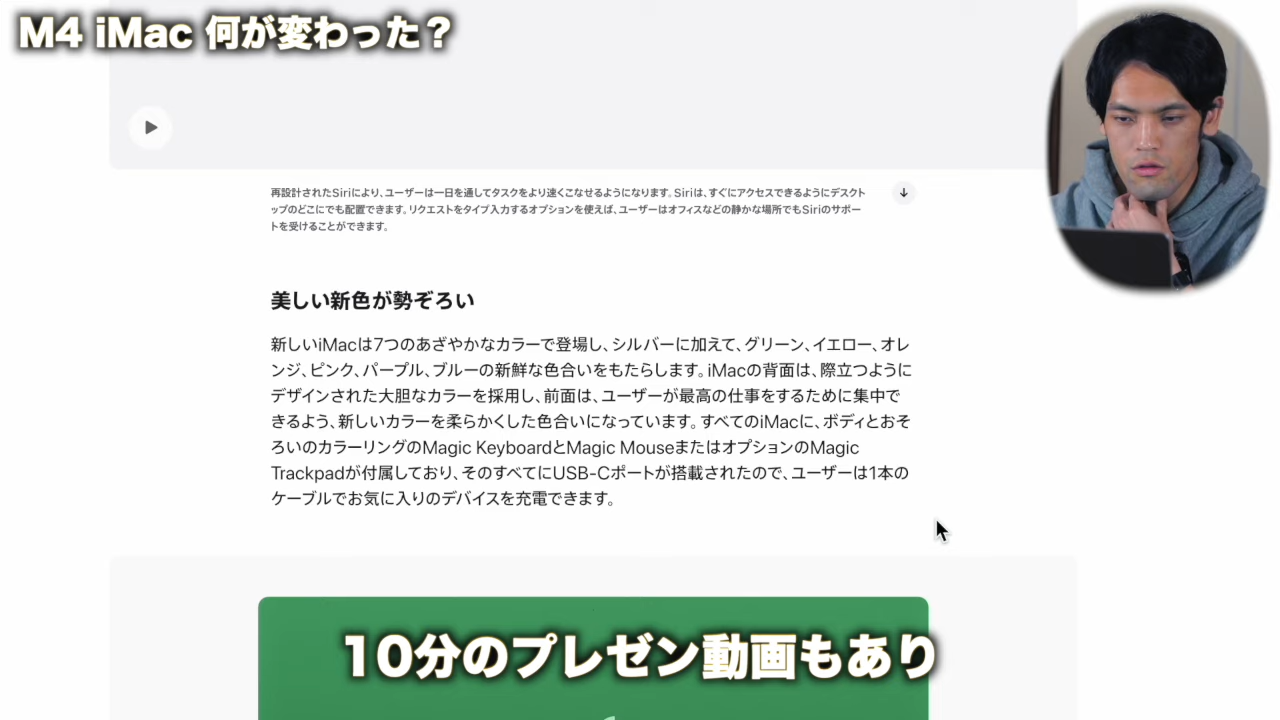 M4 iMac 何が変わった？
再設計されたSiriにより、ユーザーは一日を通してタスクをより速くこなせるようになります。Siriは、すぐにアクセスできるようにデスクト
ップのどこにでも配置できます。リクエストをタイプ入力するオプションを使えば、ユーザーはオフィスなどの静かな場所でもSiriのサポー
トを受けることができます。
美しい新色が勢ぞろい
新しいiMacは7つのあざやかなカラーで登場し、シルバーに加えて、グリーン、イエロー、オレ
ンジ、ピンク、パープル、ブルーの新鮮な色合いをもたらします。iMacの背面は、際立つように
デザインされた大胆なカラーを採用し、前面は、ユーザーが最高の仕事をするために集中で
きるよう、新しいカラーを柔らかくした色合いになっています。すべてのiMacに、ボディとおそ
ろいのカラーリングのMagic KeyboardとMagic MouseまたはオプションのMagic
Trackpadが付属しており、そのすべてにUSB-Cポートが搭載されたので、ユーザーは1本の
ケーブルでお気に入りのデバイスを充電できます。
10分のプレゼン動画もあり